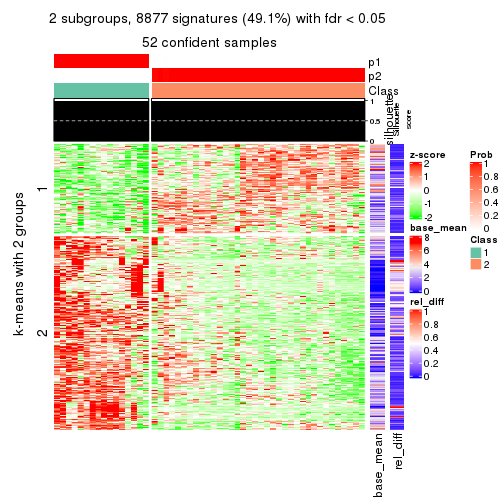 2 subgroups, 8877 signatures (49.1%) with fdr < 0.05
52 confident samples
p1
p2
Class
silhouette
Silhouette
score
1
0.5
0
k-means with 2 groups
1
2
z-score
2
1
0
-1
-2
base_mean
8
6
4
2
0
rel_diff
1
0.8
0.6
0.4
0.2
0
Prob
1
0.8
0.6
0.4
0.2
0
Class
1
2
base_mean
rel_diff